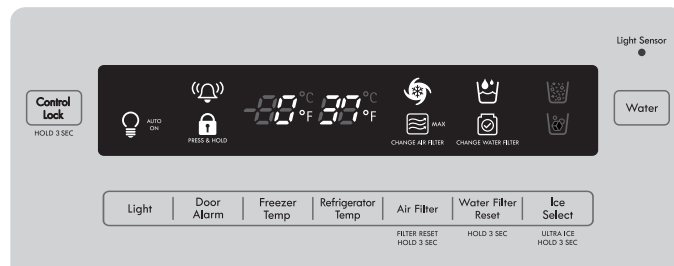 Light Sensor
Control
Lock
HOLD 3 SEC
AUTO
ON
PRESS & HOLD
0 °C °F
37 °C °F
MAX
CHANGE AIR FILTER
CHANGE WATER FILTER
Water
Light
Door
Alarm
Freezer
Temp
Refrigerator
Temp
Air Filter
FILTER RESET
HOLD 3 SEC
Water Filter
Reset
HOLD 3 SEC
Ice
Select
ULTRA ICE
HOLD 3 SEC